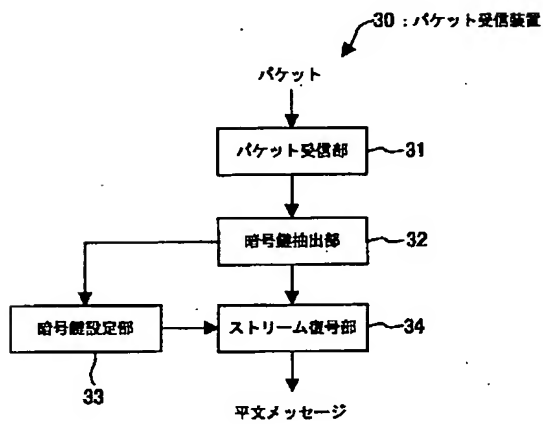 30：パケット受信装置
パケット
パケット受信部
31
暗号鍵抽出部
32
暗号鍵設定部
ストリーム復号部
34
33
平文メッセージ